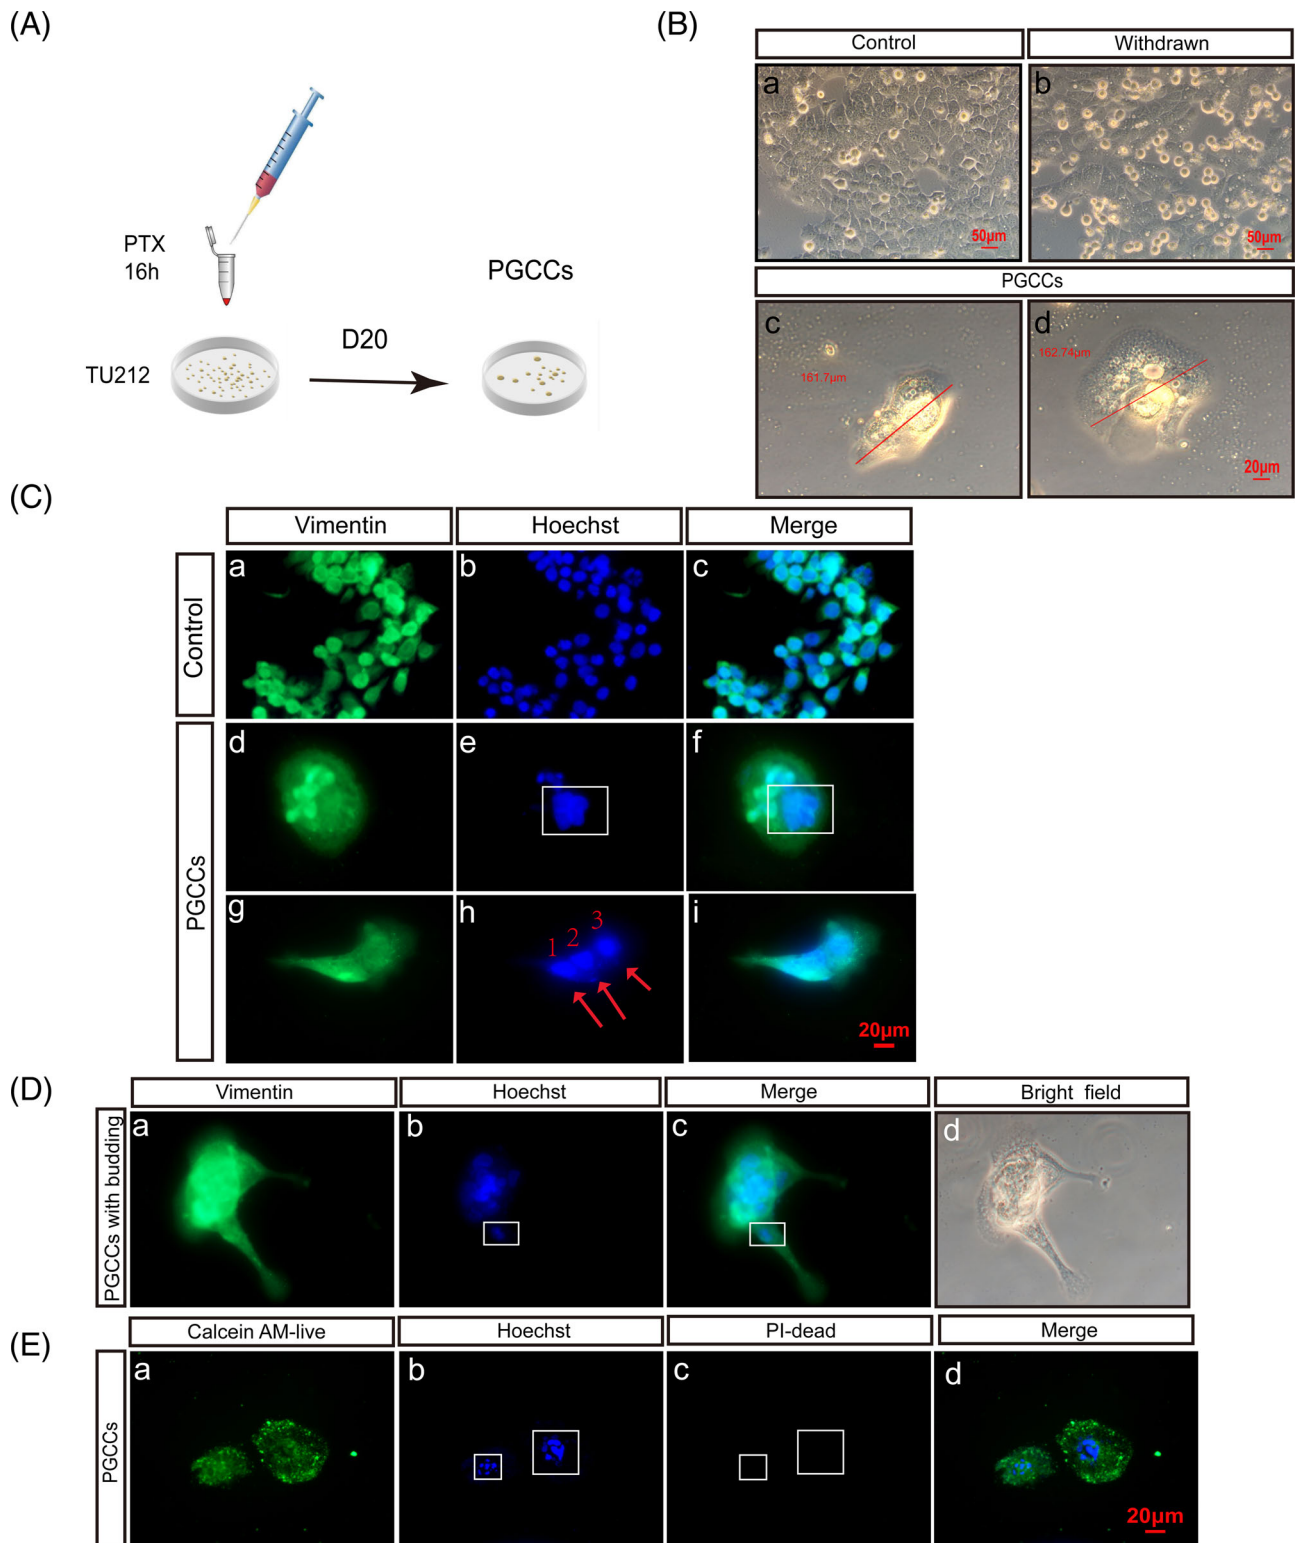 (A)
PTX
16h
TU212
D20
PGCCs
(B)
Control
Withdrawn
a
b
50μm
50μm
PGCCs
c
d
161.7μm
162.74μm
20μm
(C)
Vimentin
Hoechst
Merge
Control
a
b
c
PGCCs
d
e
f
g
h
i
1
2
3
20μm
(D)
Vimentin
Hoechst
Merge
Bright field
PGCCs with budding
a
b
c
d
(E)
Calcein AM-live
Hoechst
PI-dead
Merge
PGCCs
a
b
c
d
20μm